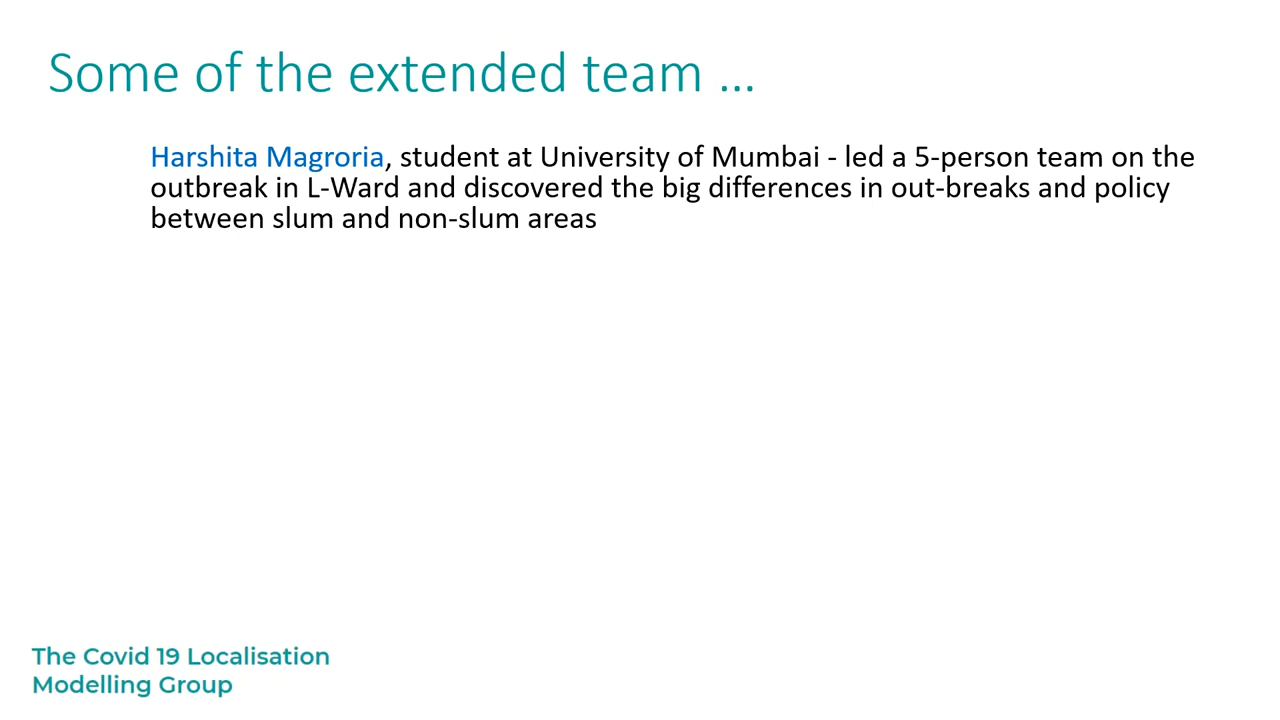 Some of the extended team ...
Harshita Magroria, student at University of Mumbai - led a 5-person team on the
outbreak in L-Ward and discovered the big differences in out-breaks and policy
between slum and non-slum areas
The Covid 19 Localisation
Modelling Group